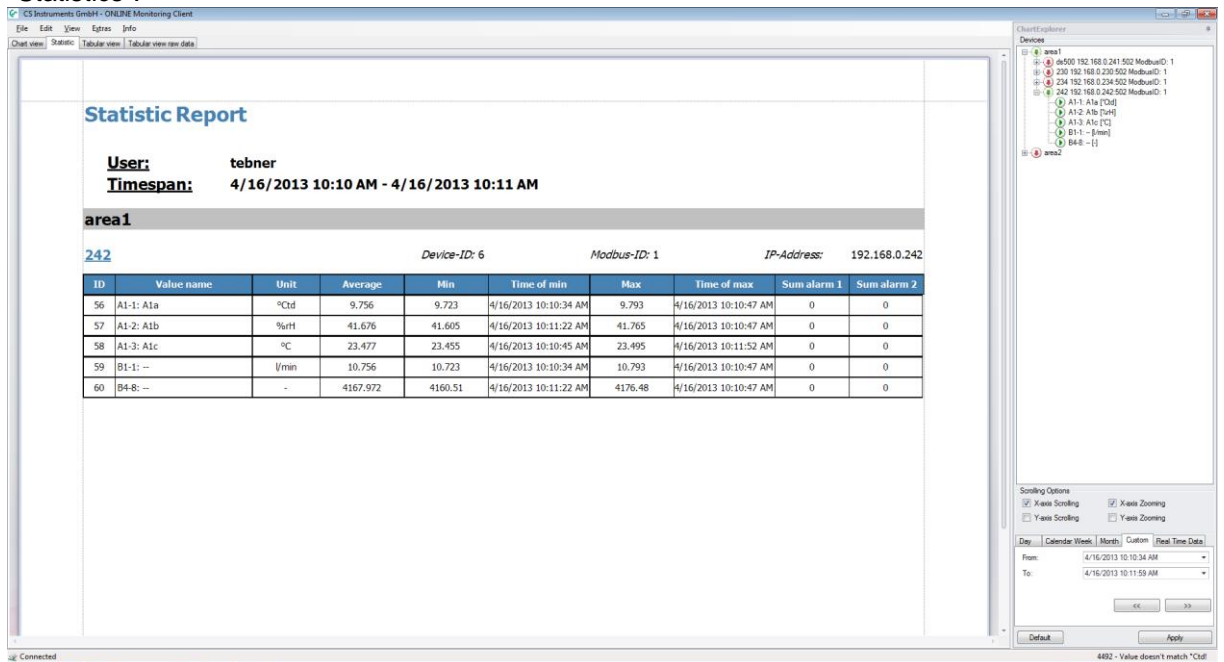 CS Instruments GmbH - ONLINE Monitoring Client
File Edit View Extras Info
Chart view Statistic Tabular view Tabular view raw data
Statistic Report
User: tebner
Timespan: 4/16/2013 10:10 AM - 4/16/2013 10:11 AM
area1
242 Device-ID: 6 Modbus-ID: 1 IP-Address: 192.168.0.242
ID Value name Unit Average Min Time of min Max Time of max Sum alarm 1 Sum alarm 2
56 A1-1: A1a °Ctd 9.756 9.723 4/16/2013 10:10:34 AM 9.793 4/16/2013 10:10:47 AM 0 0
57 A1-2: A1b %rH 41.676 41.605 4/16/2013 10:11:22 AM 41.765 4/16/2013 10:10:47 AM 0 0
58 A1-3: A1c °C 23.477 23.455 4/16/2013 10:10:45 AM 23.495 4/16/2013 10:11:52 AM 0 0
59 B1-1: -- l/min 10.756 10.723 4/16/2013 10:10:34 AM 10.793 4/16/2013 10:10:47 AM 0 0
60 B4-8: -- - 4167.972 4160.51 4/16/2013 10:11:22 AM 4176.48 4/16/2013 10:10:47 AM 0 0
ChartExplorer
Devices
area1
ds500 192.168.0.241:502 ModbusID: 1
230 192.168.0.230:502 ModbusID: 1
234 192.168.0.234:502 ModbusID: 1
242 192.168.0.242:502 ModbusID: 1
A1-1: A1a [°Ctd]
A1-2: A1b [%rH]
A1-3: A1c [°C]
B1-1: -- [l/min]
B4-8: -- [-]
area2
Scrolling Options
X-axis Scrolling X-axis Zooming
Y-axis Scrolling Y-axis Zooming
Day Calendar Week Month Custom Real Time Data
From: 4/16/2013 10:10:34 AM
To: 4/16/2013 10:11:59 AM
<< >>
Default Apply
Connected 4492 - Value doesn't match "Ctd!